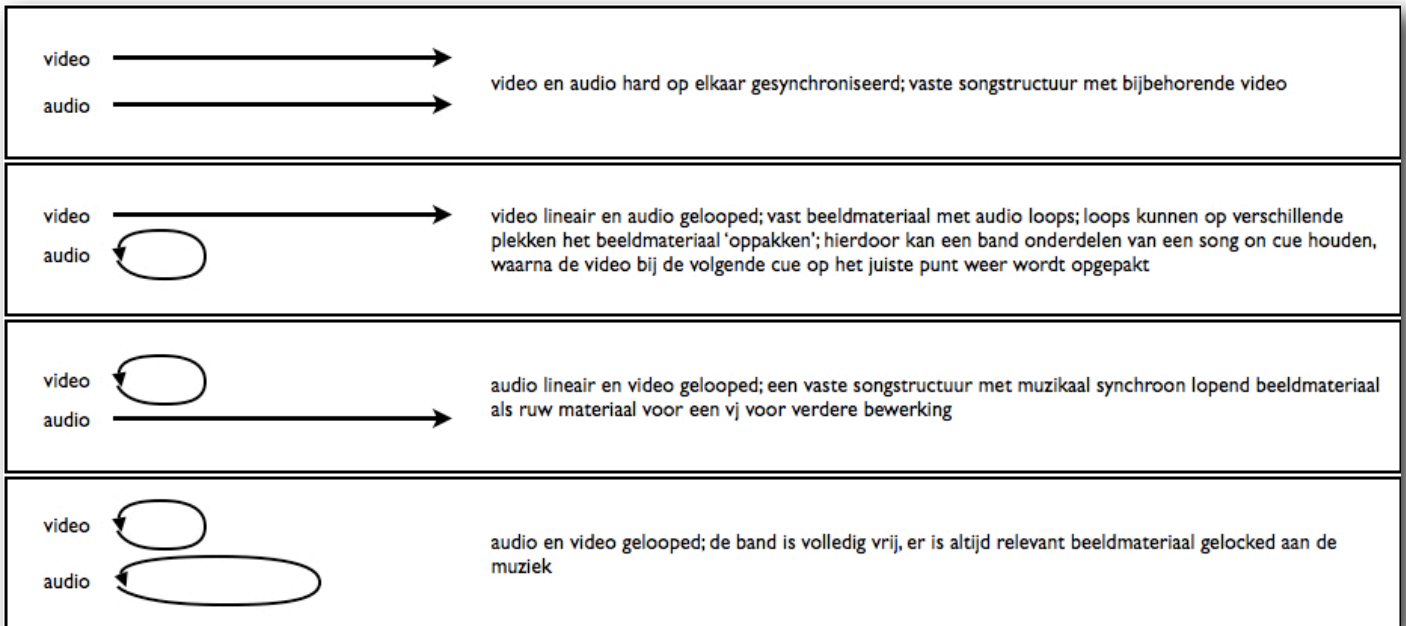 video
audio
video en audio hard op elkaar gesynchroniseerd; vaste songstructuur met bijbehorende video
video
audio
video lineair en audio gelooped; vast beeldmateriaal met audio loops; loops kunnen op verschillende
plekken het beeldmateriaal ‘oppakken’; hierdoor kan een band onderdelen van een song on cue houden,
waarna de video bij de volgende cue op het juiste punt weer wordt opgepakt
video
audio
audio lineair en video gelooped; een vaste songstructuur met muzikaal synchroon lopend beeldmateriaal
als ruw materiaal voor een vj voor verdere bewerking
video
audio
audio en video gelooped; de band is volledig vrij, er is altijd relevant beeldmateriaal gelocked aan de
muziek